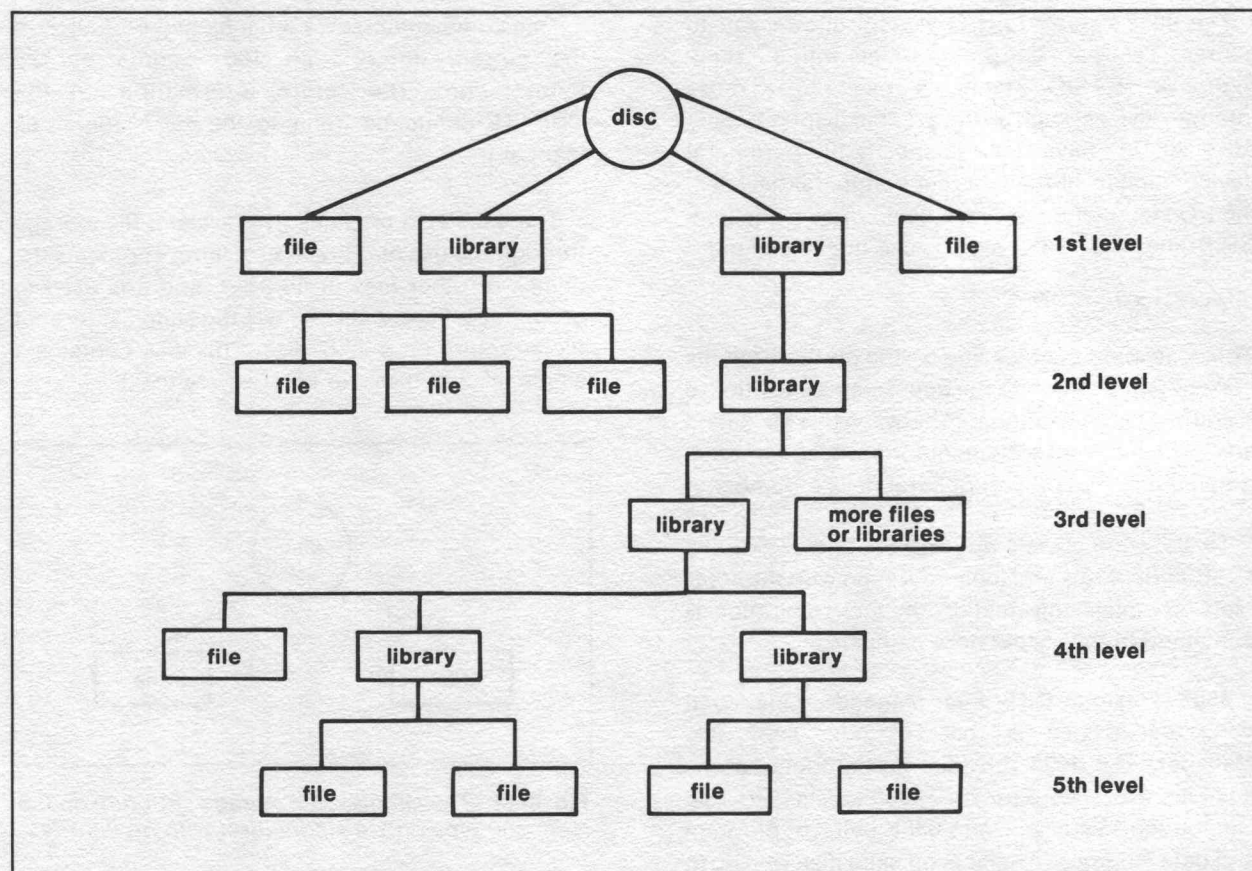 disc
file library library file 1st level
file file file library 2nd level
library more files or libraries 3rd level
file library library 4th level
file file file file 5th level